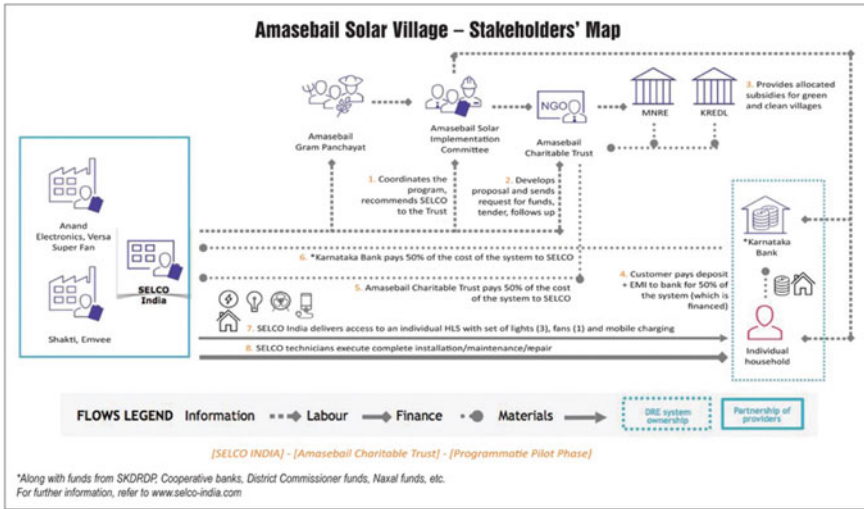 Amasebail Solar Village – Stakeholders' Map
NGO
MNRE
KREDL
3. Provides allocated
subsidies for green
and clean villages
Amasebail
Gram Panchayat
Amasebail Solar
Implementation
Committee
Amasebail
Charitable Trust
1. Coordinates the
program,
recommends SELCO
to the Trust
2. Develops
proposal and sends
request for funds,
tender, follows up
Anand
Electronics, Versa
Super Fan
SELCO
India
Shakti, Emvee
*Karnataka
Bank
6. *Karnataka Bank pays 50% of the cost of the system to SELCO
4. Customer pays deposit
+ EMI to bank for 50% of
the system (which is
financed)
5. Amasebail Charitable Trust pays 50% of the cost
of the system to SELCO
7. SELCO India delivers access to an individual HLS with set of lights (3), fans (1) and mobile charging
8. SELCO technicians execute complete installation/maintenance/repair
Individual
household
FLOWS LEGEND Information Labour Finance Materials
DRE system
ownership
Partnership of
providers
[SELCO INDIA] - [Amasebail Charitable Trust] - [Programmatie Pilot Phase]
*Along with funds from SKDRDP, Cooperative banks, District Commissioner funds, Naxal funds, etc.
For further information, refer to www.selco-india.com